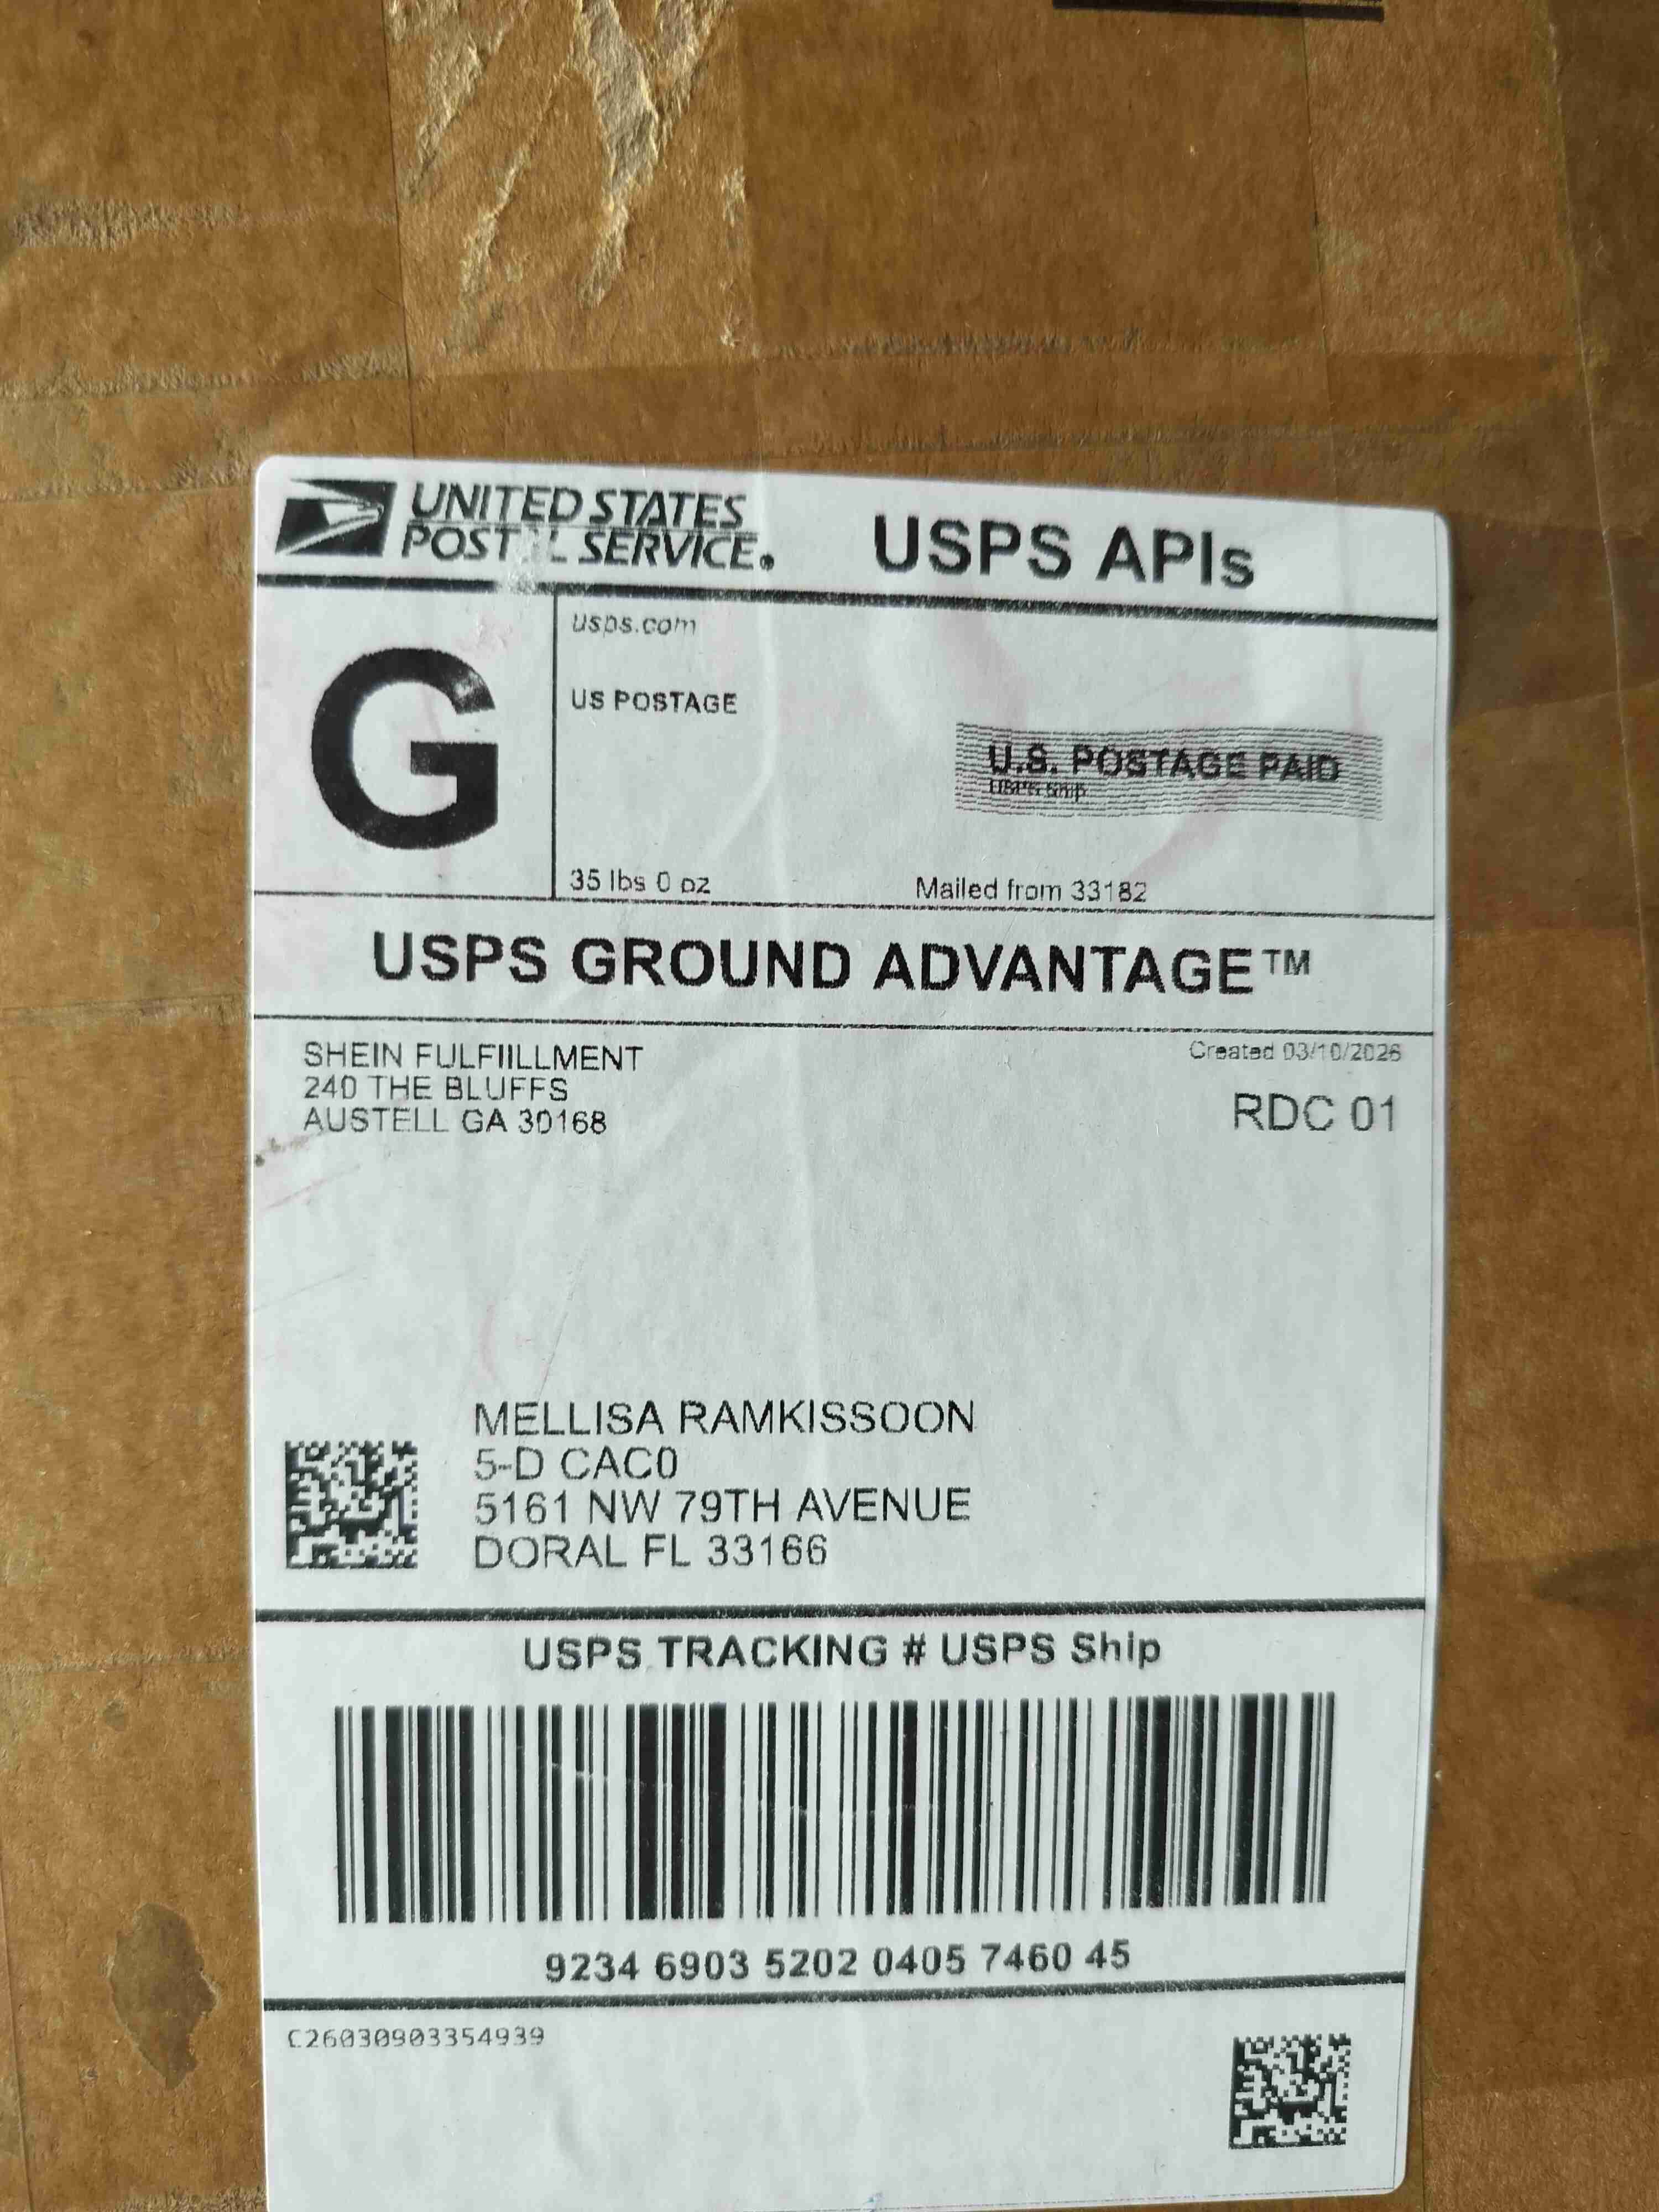 UNITED STATES
POSTAL SERVICE®
USPS APIs
G
usps.com
US POSTAGE
U.S. POSTAGE PAID
USPS Ship
35 lbs 0 oz
Mailed from 33182
USPS GROUND ADVANTAGE™
SHEIN FULFIILLMENT
240 THE BLUFFS
AUSTELL GA 30168
Created 03/10/2026
RDC 01
MELLISA RAMKISSOON
5-D CAC0
5161 NW 79TH AVENUE
DORAL FL 33166
USPS TRACKING # USPS Ship
9234 6903 5202 0405 7460 45
C26030903354939